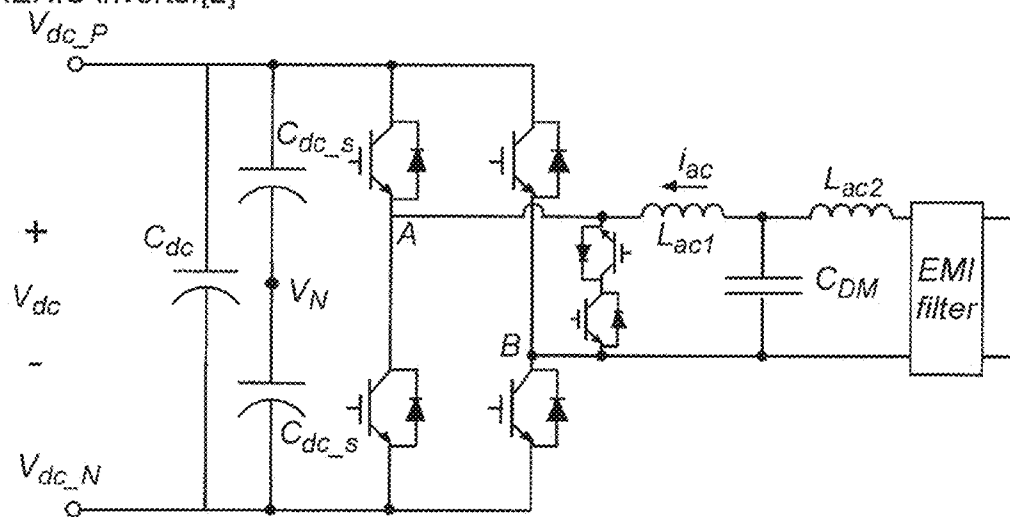 V_dc_P
C_dc_s
i_ac
L_ac2
A
L_ac1
+
C_dc
V_dc
-
V_N
C_DM
EMI
filter
B
C_dc_s
V_dc_N